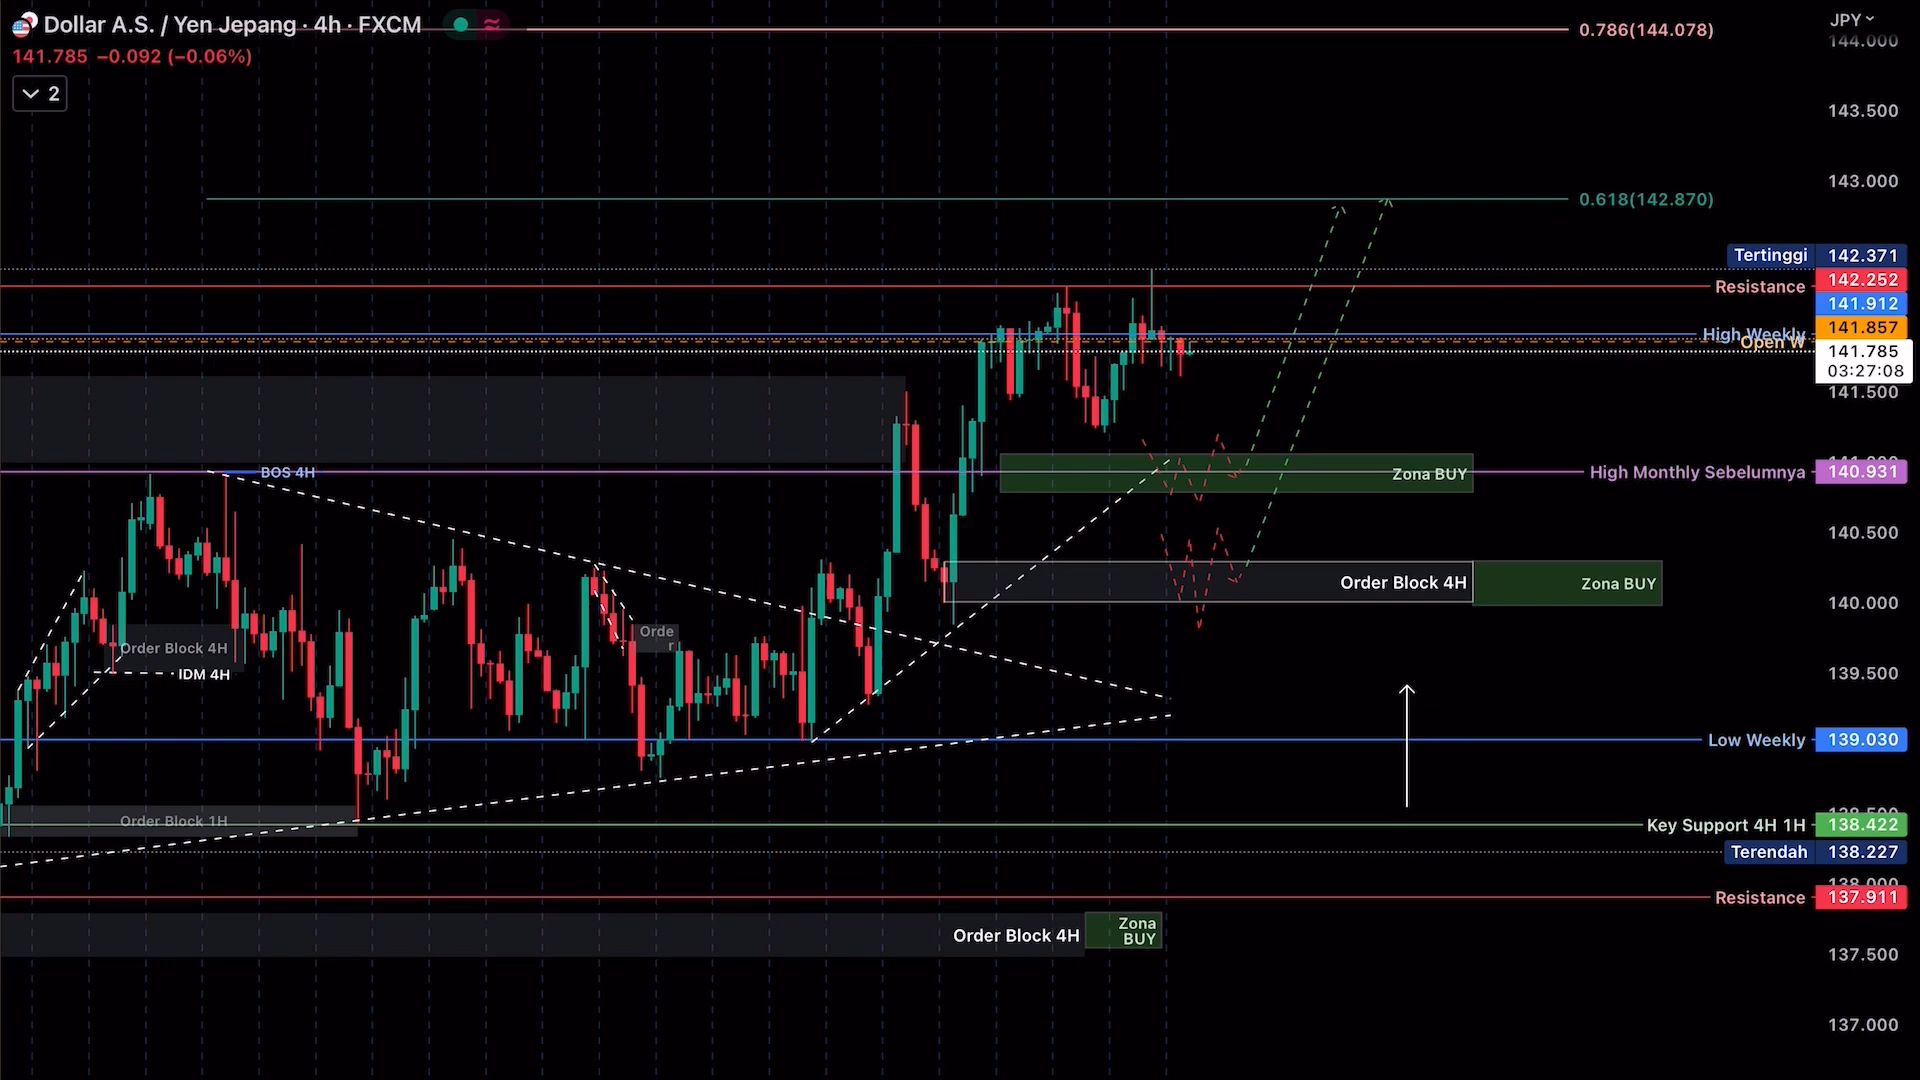 Dollar A.S. / Yen Jepang · 4h · FXCM
141.785 −0.092 (−0.06%)
2
JPY
144.000
0.786(144.078)
143.500
143.000
0.618(142.870)
Tertinggi 142.371
Resistance 142.252
141.912
High Weekly
141.857
Open W
141.785
03:27:08
141.500
BOS 4H
Zona BUY
High Monthly Sebelumnya 140.931
140.500
Order Block 4H
Zona BUY
140.000
Orde
r
Order Block 4H
IDM 4H
139.500
Low Weekly 139.030
Order Block 1H
Key Support 4H 1H 138.422
Terendah 138.227
138.000
Resistance 137.911
Order Block 4H
Zona
BUY
137.500
137.000